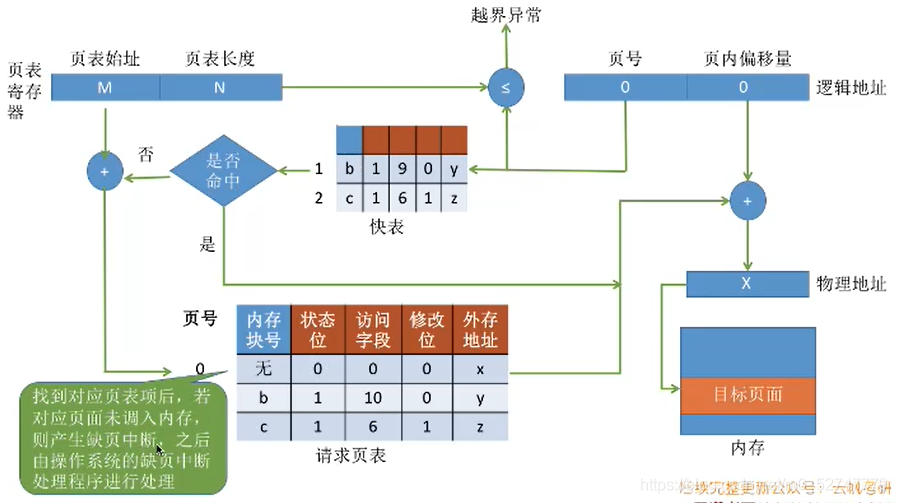 越界异常
页表始址 页表长度
页号 页内偏移量
页表
寄存
器
M N
≤
0 0
逻辑地址
否
是否
命中
+
1 b 1 9 0 y
2 c 1 6 1 z
快表
+
是
X
物理地址
页号
内存
块号
状态
位
访问
字段
修改
位
外存
地址
0 无 0 0 0 x
b 1 10 0 y
c 1 6 1 z
请求页表
目标页面
内存
找到对应页表项后，若
对应页面未调入内存，
则产生缺页中断，之后
由操作系统的缺页中断
处理程序进行处理